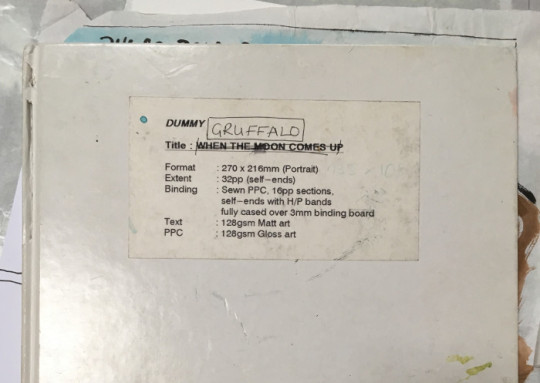 DUMMY GRUFFALO
Title : WHEN THE MOON COMES UP
Format : 270 x 216mm (Portrait)
Extent : 32pp (self-ends)
Binding : Sewn PPC, 16pp sections,
self-ends with H/P bands
fully cased over 3mm binding board
Text : 128gsm Matt art
PPC : 128gsm Gloss art